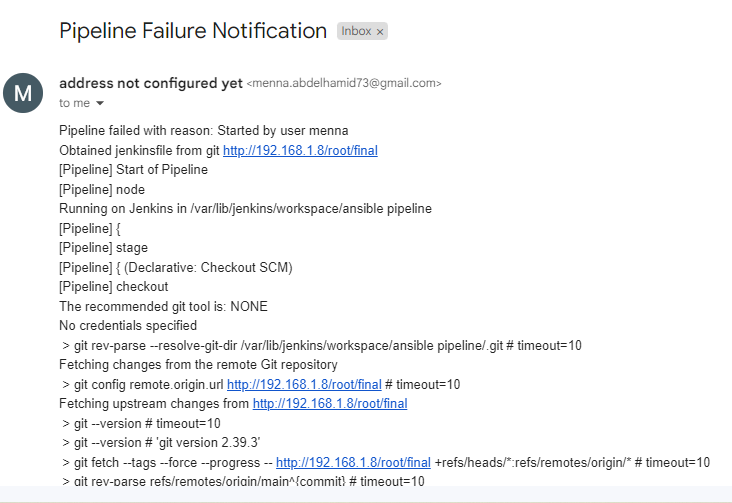 Pipeline Failure Notification Inbox ×
M
address not configured yet <menna.abdelhamid73@gmail.com>
to me
Pipeline failed with reason: Started by user menna
Obtained jenkinsfile from git http://192.168.1.8/root/final
[Pipeline] Start of Pipeline
[Pipeline] node
Running on Jenkins in /var/lib/jenkins/workspace/ansible pipeline
[Pipeline] {
[Pipeline] stage
[Pipeline] { (Declarative: Checkout SCM)
[Pipeline] checkout
The recommended git tool is: NONE
No credentials specified
> git rev-parse --resolve-git-dir /var/lib/jenkins/workspace/ansible pipeline/.git # timeout=10
Fetching changes from the remote Git repository
> git config remote.origin.url http://192.168.1.8/root/final # timeout=10
Fetching upstream changes from http://192.168.1.8/root/final
> git --version # timeout=10
> git --version # 'git version 2.39.3'
> git fetch --tags --force --progress -- http://192.168.1.8/root/final +refs/heads/*:refs/remotes/origin/* # timeout=10
> git rev-parse refs/remotes/origin/main^{commit} # timeout=10